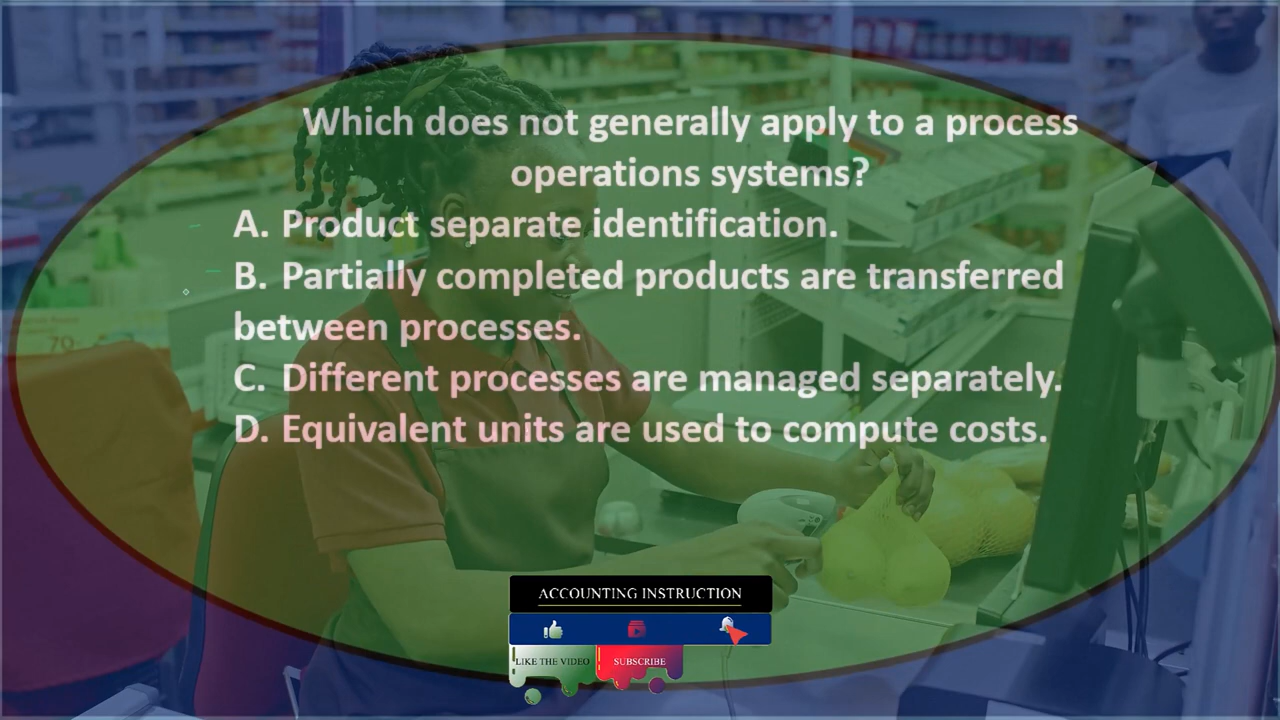 Which does not generally apply to a process
operations systems?
A. Product separate identification.
B. Partially completed products are transferred
between processes.
C. Different processes are managed separately.
D. Equivalent units are used to compute costs.
ACCOUNTING INSTRUCTION
LIKE THE VIDEO
SUBSCRIBE